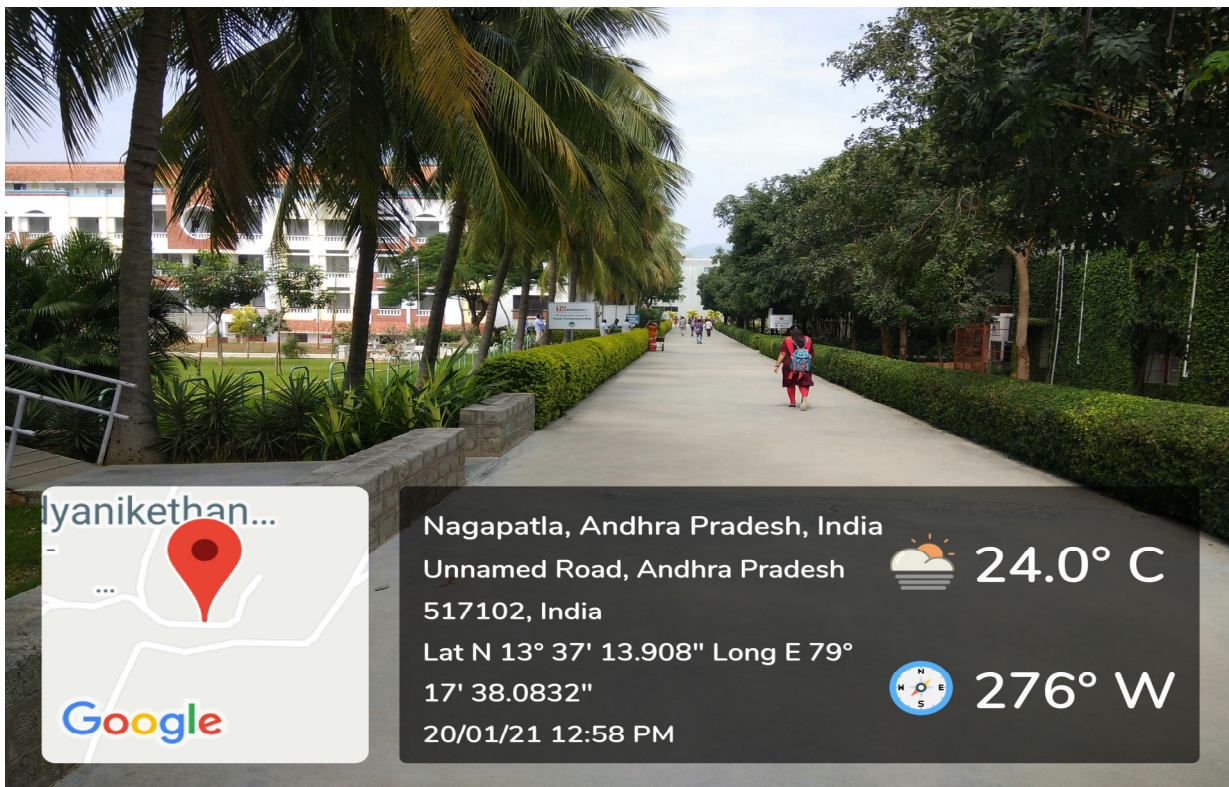 lyanikethan...
...
Google
Nagapatla, Andhra Pradesh, India
Unnamed Road, Andhra Pradesh
517102, India
Lat N 13° 37' 13.908" Long E 79°
17' 38.0832"
20/01/21 12:58 PM
24.0° C
N
W E
S
276° W